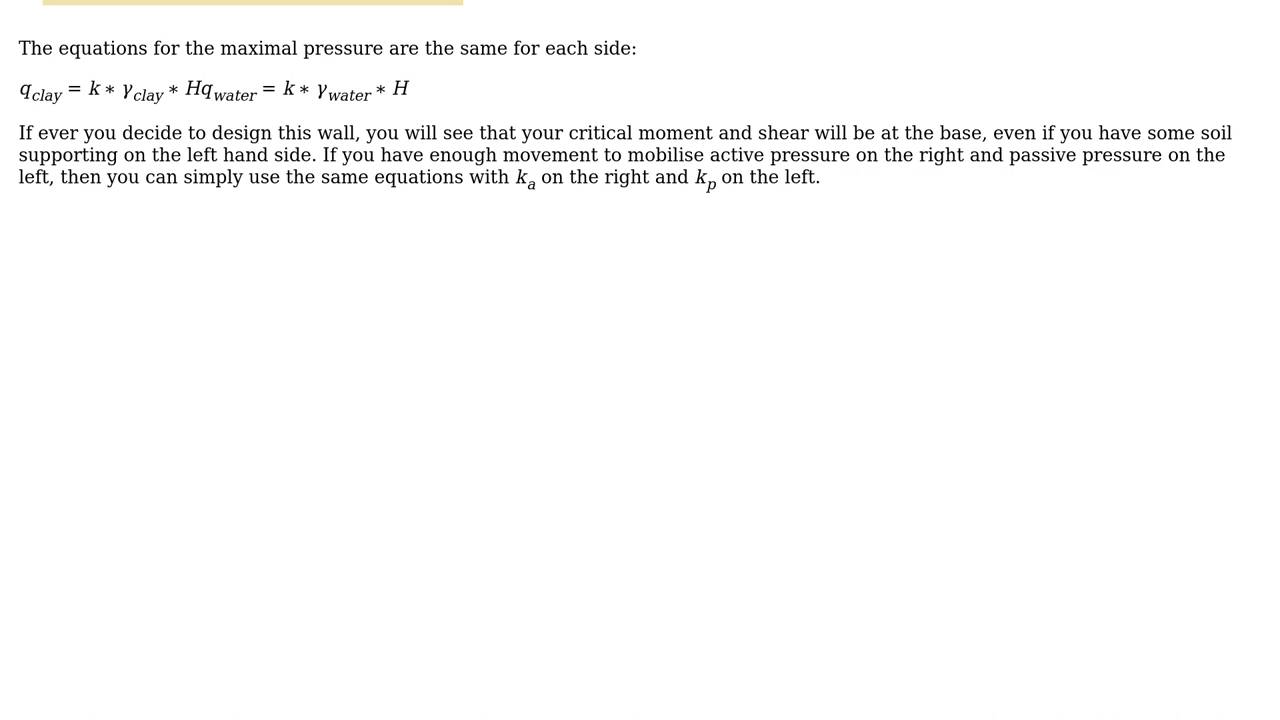 The equations for the maximal pressure are the same for each side:
q_clay = k ∗ γ_clay ∗ Hq_water = k ∗ γ_water ∗ H
If ever you decide to design this wall, you will see that your critical moment and shear will be at the base, even if you have some soil
supporting on the left hand side. If you have enough movement to mobilise active pressure on the right and passive pressure on the
left, then you can simply use the same equations with k_a on the right and k_p on the left.